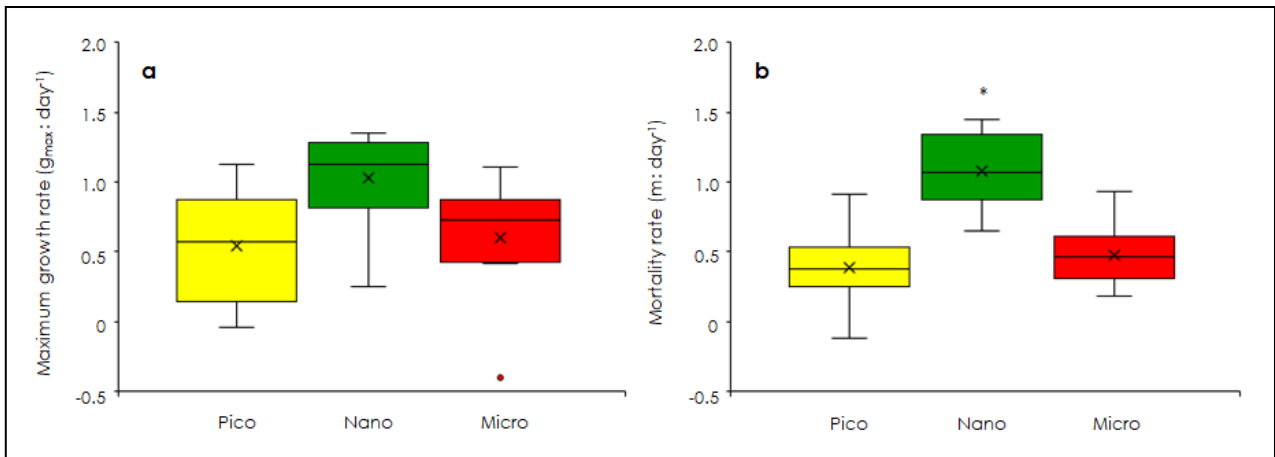 a
Maximum growth rate (gmax: day-1)
2.0
1.5
1.0
0.5
0
-0.5
Pico Nano Micro
b
*
Mortality rate (m: day-1)
2.0
1.5
1.0
0.5
0
-0.5
Pico Nano Micro